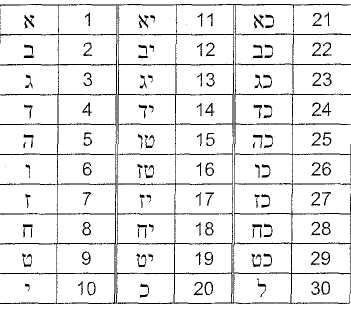 א 1 יא 11 כא 21
ב 2 יב 12 כב 22
ג 3 יג 13 כג 23
ד 4 יד 14 כד 24
ה 5 טו 15 כה 25
ו 6 טז 16 כו 26
ז 7 יז 17 כז 27
ח 8 יח 18 כח 28
ט 9 יט 19 כט 29
י 10 כ 20 ל 30